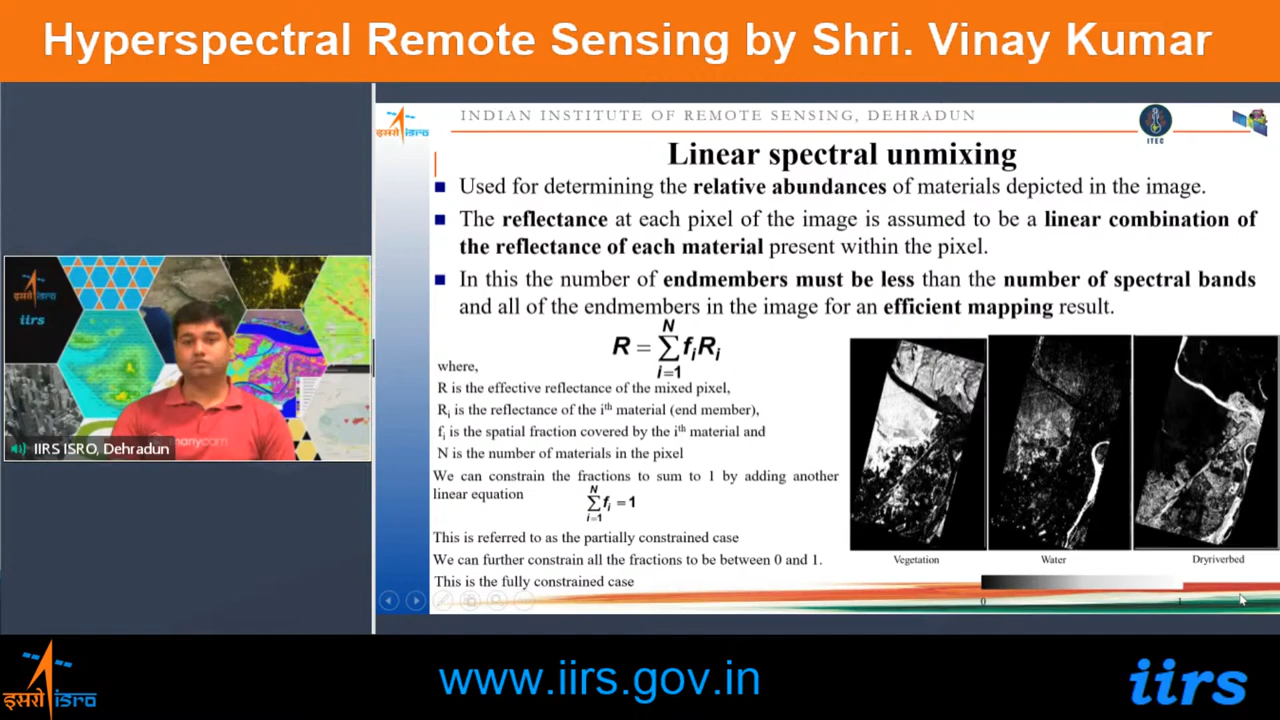 Hyperspectral Remote Sensing by Shri. Vinay Kumar
इसरो isro
INDIAN INSTITUTE OF REMOTE SENSING, DEHRADUN
ITEC
Linear spectral unmixing
Used for determining the relative abundances of materials depicted in the image.
The reflectance at each pixel of the image is assumed to be a linear combination of
the reflectance of each material present within the pixel.
In this the number of endmembers must be less than the number of spectral bands
and all of the endmembers in the image for an efficient mapping result.
R = N ∑ i=1 fᵢRᵢ
where,
R is the effective reflectance of the mixed pixel,
Rᵢ is the reflectance of the iᵗʰ material (end member),
fᵢ is the spatial fraction covered by the iᵗʰ material and
N is the number of materials in the pixel
We can constrain the fractions to sum to 1 by adding another
linear equation
N ∑ i=1 fᵢ = 1
This is referred to as the partially constrained case
We can further constrain all the fractions to be between 0 and 1.
This is the fully constrained case
Vegetation
Water
Dryriverbed
0 1
इसरो isro
iirs
manycam
IIRS ISRO, Dehradun
इसरो isro
www.iirs.gov.in
iirs